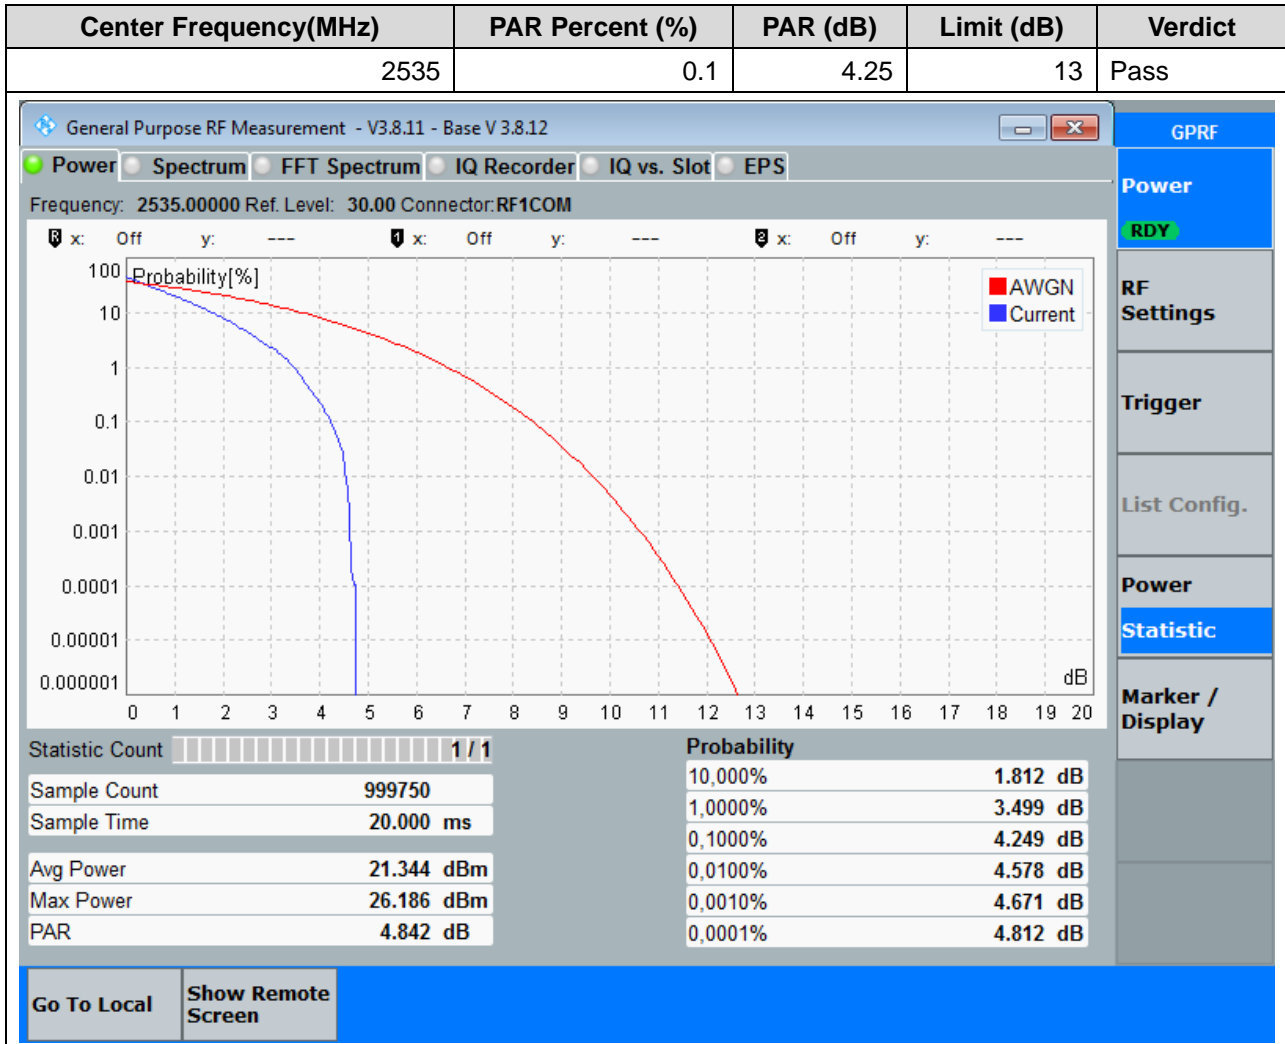 Center Frequency(MHz) PAR Percent (%) PAR (dB) Limit (dB) Verdict
2535 0.1 4.25 13 Pass
General Purpose RF Measurement - V3.8.11 - Base V 3.8.12
GPRF
Power Spectrum FFT Spectrum IQ Recorder IQ vs. Slot EPS
Frequency: 2535.00000 Ref. Level: 30.00 Connector: RF1COM
R x: Off y: --- 1 x: Off y: --- 2 x: Off y: ---
Probability[%]
100
10
1
0.1
0.01
0.001
0.0001
0.00001
0.000001
AWGN
Current
dB
0 1 2 3 4 5 6 7 8 9 10 11 12 13 14 15 16 17 18 19 20
Statistic Count 1 / 1
Sample Count 999750
Sample Time 20.000 ms
Avg Power 21.344 dBm
Max Power 26.186 dBm
PAR 4.842 dB
Probability
10,000% 1.812 dB
1,0000% 3.499 dB
0,1000% 4.249 dB
0,0100% 4.578 dB
0,0010% 4.671 dB
0,0001% 4.812 dB
Power
RDY
RF
Settings
Trigger
List Config.
Power
Statistic
Marker /
Display
Go To Local
Show Remote
Screen